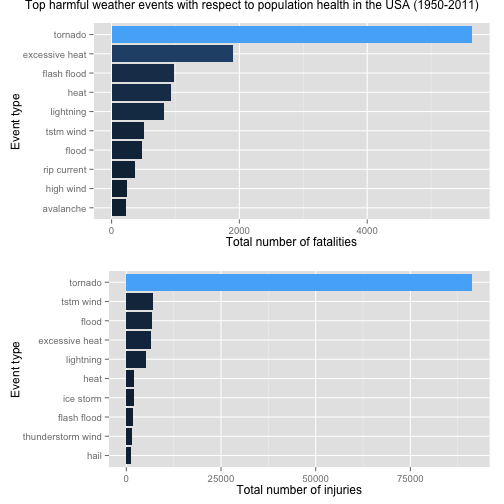 Top harmful weather events with respect to population health in the USA (1950-2011)
Event type
tornado
excessive heat
flash flood
heat
lightning
tstm wind
flood
rip current
high wind
avalanche
0 2000 4000
Total number of fatalities
Event type
tornado
tstm wind
flood
excessive heat
lightning
heat
ice storm
flash flood
thunderstorm wind
hail
0 25000 50000 75000
Total number of injuries